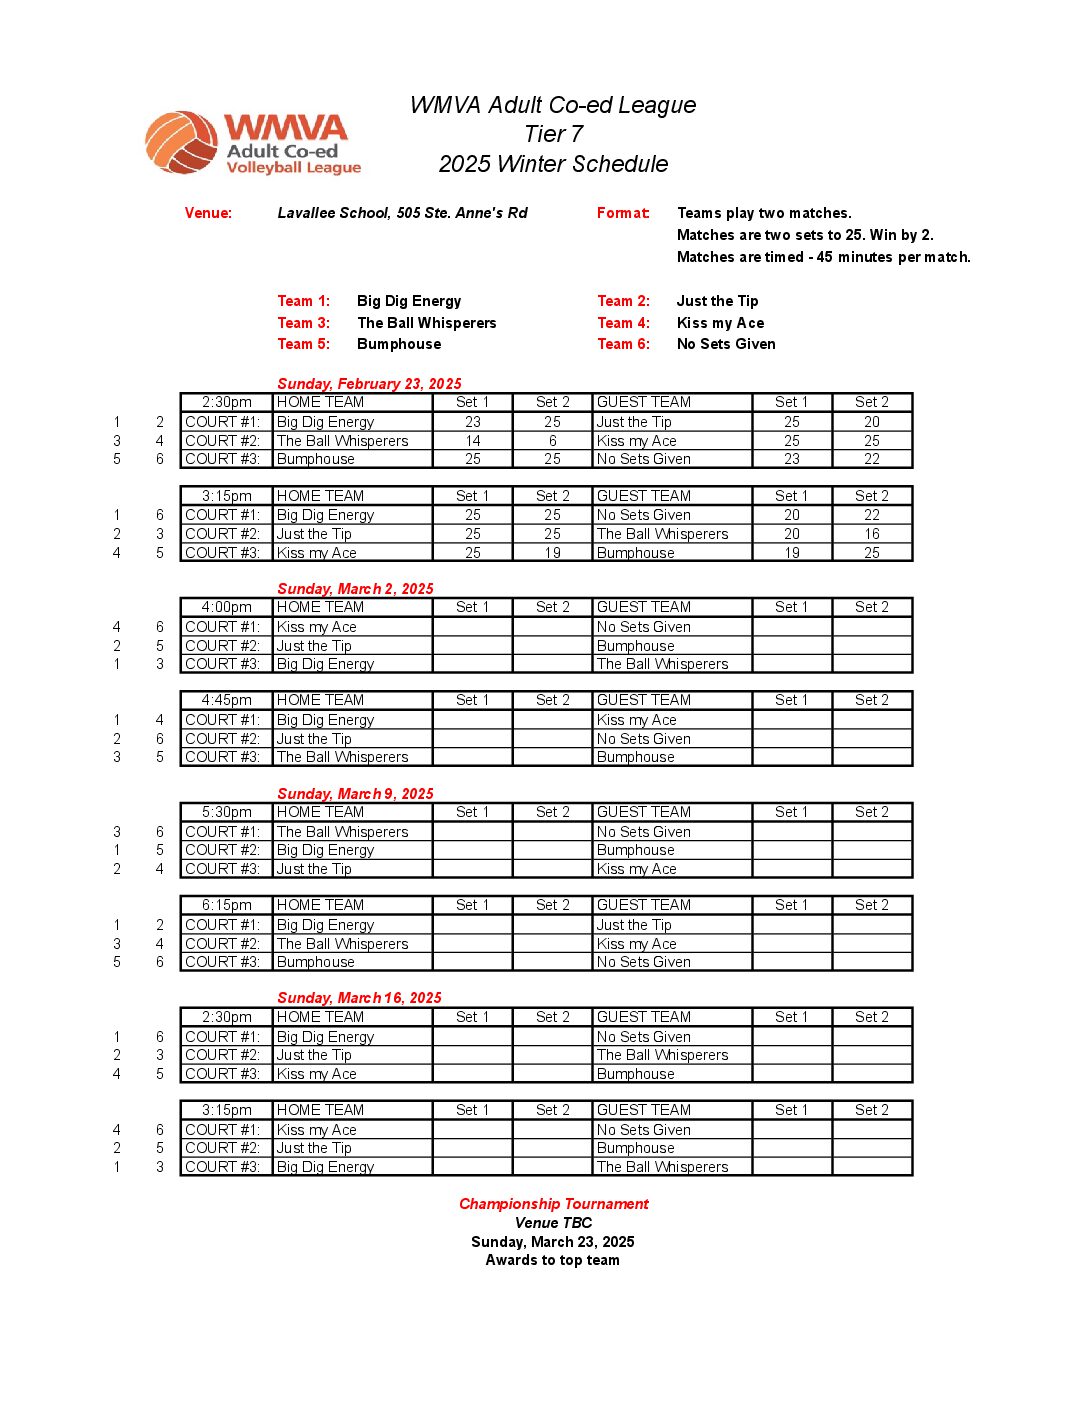 WMVA Adult Co-ed League
Tier 7
2025 Winter Schedule
WMVA
Adult Co-ed
Volleyball League
Venue: Lavallee School, 505 Ste. Anne's Rd Format: Teams play two matches.
Matches are two sets to 25. Win by 2.
Matches are timed - 45 minutes per match.
Team 1: Big Dig Energy Team 2: Just the Tip
Team 3: The Ball Whisperers Team 4: Kiss my Ace
Team 5: Bumphouse Team 6: No Sets Given
Sunday, February 23, 2025
2:30pm HOME TEAM Set 1 Set 2 GUEST TEAM Set 1 Set 2
1 2 COURT #1: Big Dig Energy 23 25 Just the Tip 25 20
3 4 COURT #2: The Ball Whisperers 14 6 Kiss my Ace 25 25
5 6 COURT #3: Bumphouse 25 25 No Sets Given 23 22
3:15pm HOME TEAM Set 1 Set 2 GUEST TEAM Set 1 Set 2
1 6 COURT #1: Big Dig Energy 25 25 No Sets Given 20 22
2 3 COURT #2: Just the Tip 25 25 The Ball Whisperers 20 16
4 5 COURT #3: Kiss my Ace 25 19 Bumphouse 19 25
Sunday, March 2, 2025
4:00pm HOME TEAM Set 1 Set 2 GUEST TEAM Set 1 Set 2
4 6 COURT #1: Kiss my Ace No Sets Given
2 5 COURT #2: Just the Tip Bumphouse
1 3 COURT #3: Big Dig Energy The Ball Whisperers
4:45pm HOME TEAM Set 1 Set 2 GUEST TEAM Set 1 Set 2
1 4 COURT #1: Big Dig Energy Kiss my Ace
2 6 COURT #2: Just the Tip No Sets Given
3 5 COURT #3: The Ball Whisperers Bumphouse
Sunday, March 9, 2025
5:30pm HOME TEAM Set 1 Set 2 GUEST TEAM Set 1 Set 2
3 6 COURT #1: The Ball Whisperers No Sets Given
1 5 COURT #2: Big Dig Energy Bumphouse
2 4 COURT #3: Just the Tip Kiss my Ace
6:15pm HOME TEAM Set 1 Set 2 GUEST TEAM Set 1 Set 2
1 2 COURT #1: Big Dig Energy Just the Tip
3 4 COURT #2: The Ball Whisperers Kiss my Ace
5 6 COURT #3: Bumphouse No Sets Given
Sunday, March 16, 2025
2:30pm HOME TEAM Set 1 Set 2 GUEST TEAM Set 1 Set 2
1 6 COURT #1: Big Dig Energy No Sets Given
2 3 COURT #2: Just the Tip The Ball Whisperers
4 5 COURT #3: Kiss my Ace Bumphouse
3:15pm HOME TEAM Set 1 Set 2 GUEST TEAM Set 1 Set 2
4 6 COURT #1: Kiss my Ace No Sets Given
2 5 COURT #2: Just the Tip Bumphouse
1 3 COURT #3: Big Dig Energy The Ball Whisperers
Championship Tournament
Venue TBC
Sunday, March 23, 2025
Awards to top team